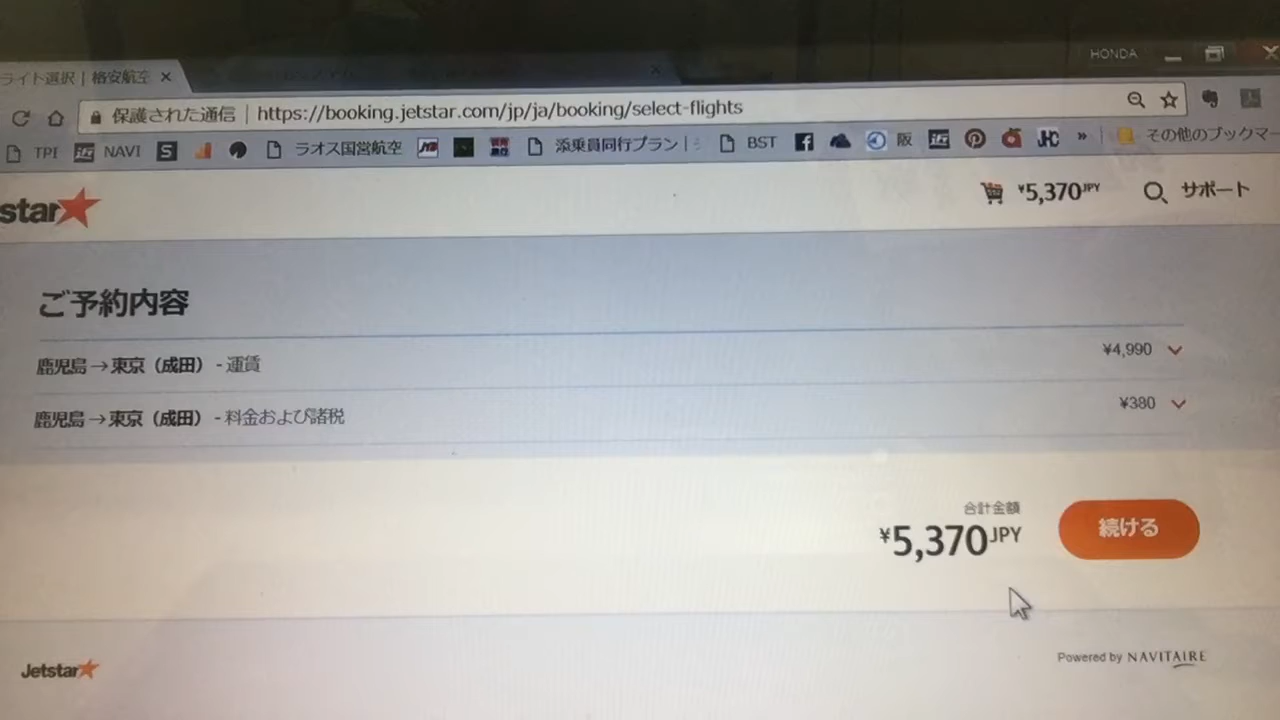 HONDA
ライト選択 | 格安航空
保護された通信 | https://booking.jetstar.com/jp/ja/booking/select-flights
TPI NAVI S ラオス国営航空 添乗員同行プラン | BST 阪 JHC » その他のブックマー
star ¥5,370JPY サポート
ご予約内容
鹿児島→東京（成田） - 運賃 ¥4,990
鹿児島→東京（成田） - 料金および諸税 ¥380
合計金額
¥5,370JPY 続ける
Jetstar Powered by NAVITAIRE